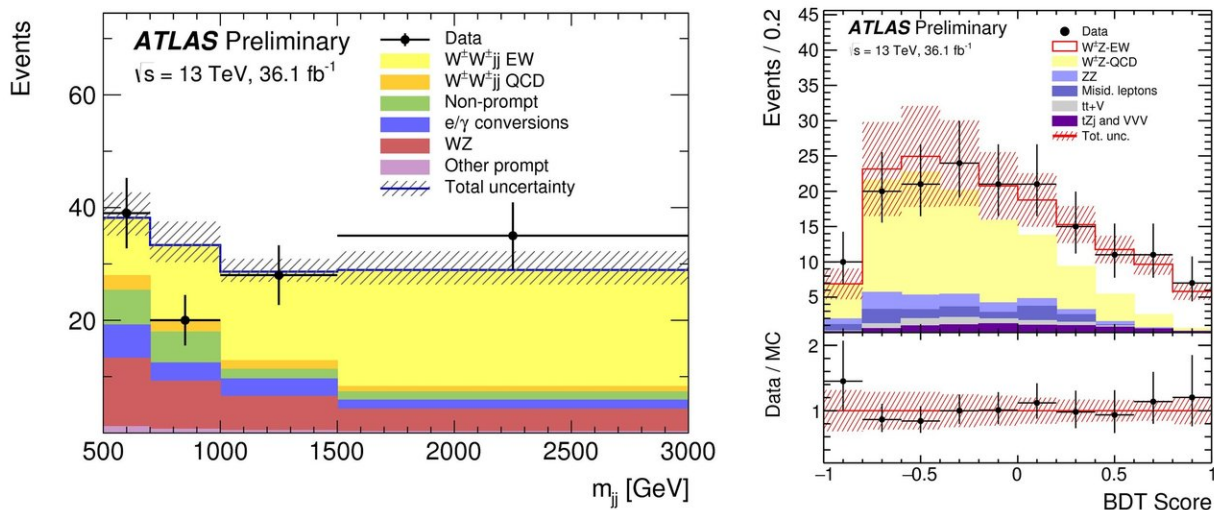 ATLAS Preliminary
√s = 13 TeV, 36.1 fb-1
Events
60
40
20
Data
W±W±jj EW
W±W±jj QCD
Non-prompt
e/γ conversions
WZ
Other prompt
Total uncertainty
500
1000
1500
2000
2500
3000
mjj [GeV]
Events / 0.2
45
40
35
30
25
20
15
10
5
ATLAS Preliminary
√s = 13 TeV, 36.1 fb-1
Data
W±Z-EW
W±Z-QCD
ZZ
Misid. leptons
tt+V
tZj and VVV
Tot. unc.
Data / MC
2
1
−1
−0.5
0
0.5
1
BDT Score